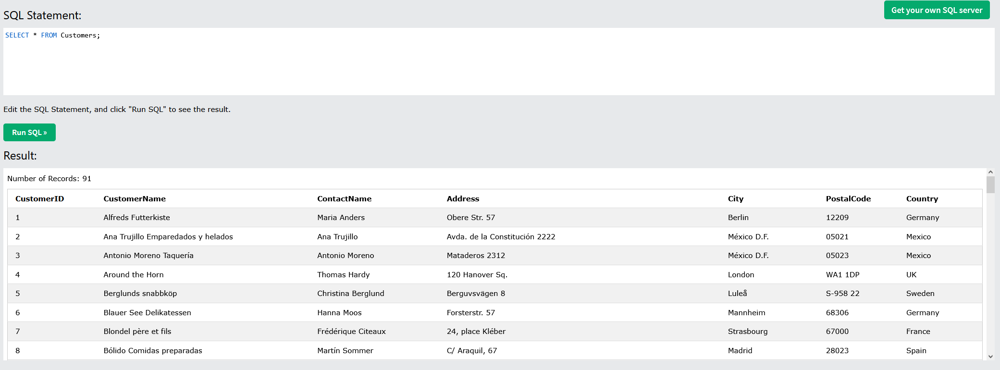 SQL Statement:
Get your own SQL server
SELECT * FROM Customers;
Edit the SQL Statement, and click "Run SQL" to see the result.
Run SQL »
Result:
Number of Records: 91
CustomerID CustomerName ContactName Address City PostalCode Country
1 Alfreds Futterkiste Maria Anders Obere Str. 57 Berlin 12209 Germany
2 Ana Trujillo Emparedados y helados Ana Trujillo Avda. de la Constitución 2222 México D.F. 05021 Mexico
3 Antonio Moreno Taquería Antonio Moreno Mataderos 2312 México D.F. 05023 Mexico
4 Around the Horn Thomas Hardy 120 Hanover Sq. London WA1 1DP UK
5 Berglunds snabbköp Christina Berglund Berguvsvägen 8 Luleå S-958 22 Sweden
6 Blauer See Delikatessen Hanna Moos Forsterstr. 57 Mannheim 68306 Germany
7 Blondel père et fils Frédérique Citeaux 24, place Kléber Strasbourg 67000 France
8 Bólido Comidas preparadas Martín Sommer C/ Araquil, 67 Madrid 28023 Spain